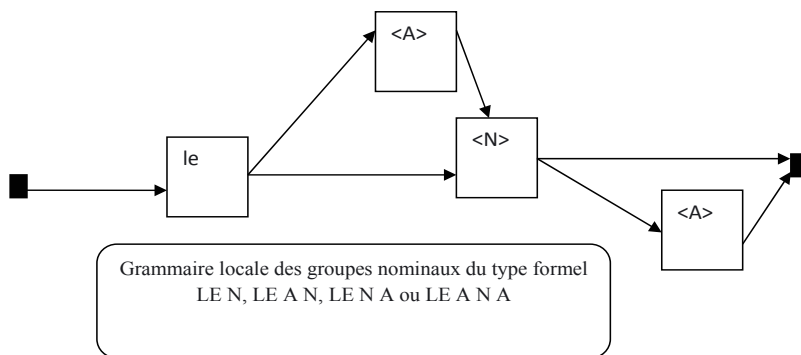 <A>
<N>
le
<A>
Grammaire locale des groupes nominaux du type formel
LE N, LE A N, LE N A ou LE A N A